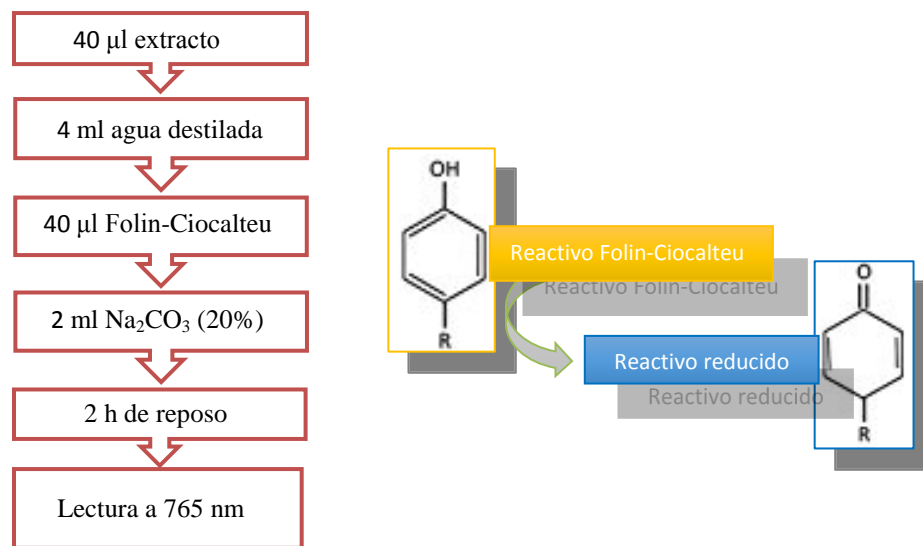 40 µl extracto
4 ml agua destilada
40 µl Folin-Ciocalteu
2 ml Na₂CO₃ (20%)
2 h de reposo
Lectura a 765 nm
OH
R
Reactivo Folin-Ciocalteu
Reactivo Folin-Ciocalteu
Reactivo reducido
Reactivo reducido
O
R